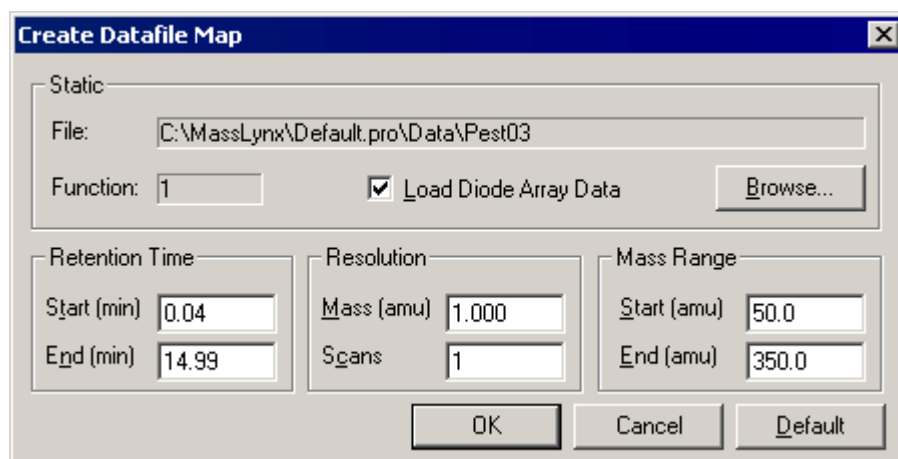 Create Datafile Map
Static
File: C:\MassLynx\Default.pro\Data\Pest03
Function: 1 Load Diode Array Data Browse...
Retention Time Resolution Mass Range
Start (min) 0.04 Mass (amu) 1.000 Start (amu) 50.0
End (min) 14.99 Scans 1 End (amu) 350.0
OK Cancel Default